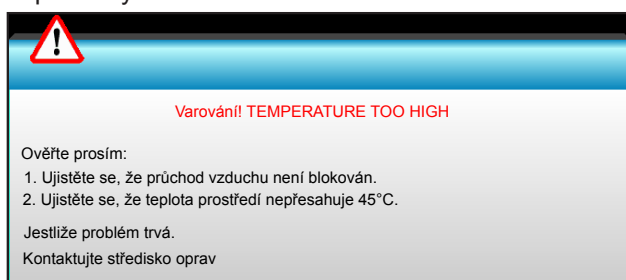 Varování! TEMPERATURE TOO HIGH
Ověřte prosím:
1. Ujistěte se, že průchod vzduchu není blokován.
2. Ujistěte se, že teplota prostředí nepřesahuje 45°C.
Jestliže problém trvá.
Kontaktujte středisko oprav